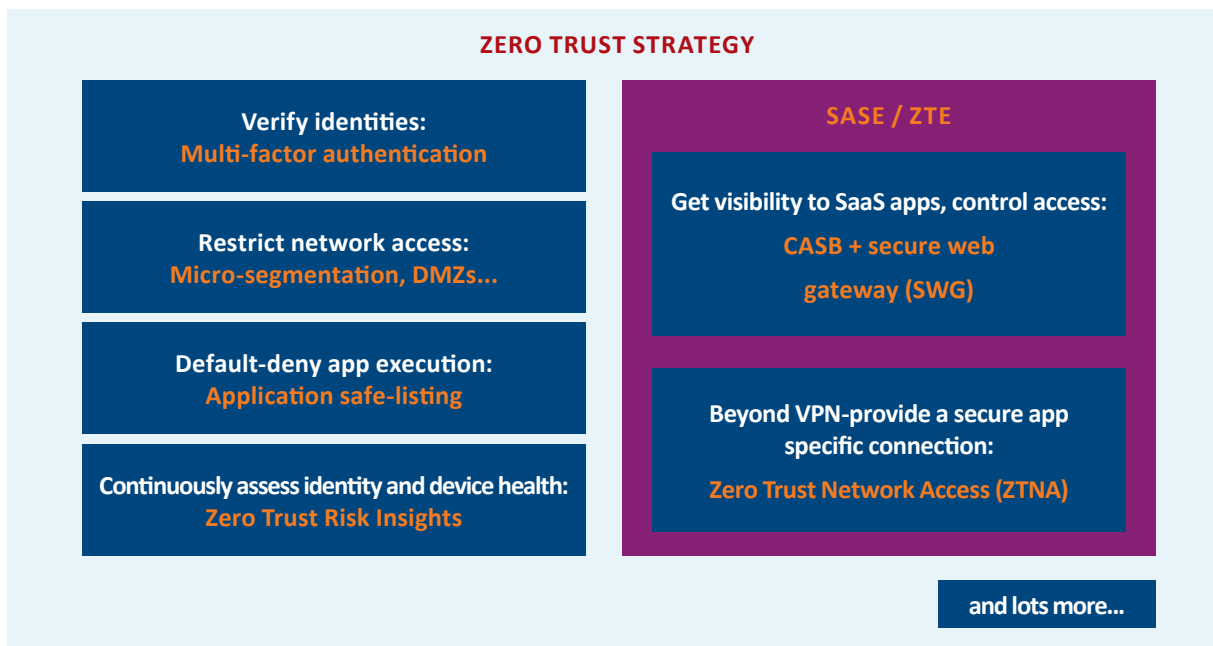 ZERO TRUST STRATEGY
Verify identities:
Multi-factor authentication
Restrict network access:
Micro-segmentation, DMZs...
Default-deny app execution:
Application safe-listing
Continuously assess identity and device health:
Zero Trust Risk Insights
SASE / ZTE
Get visibility to SaaS apps, control access:
CASB + secure web
gateway (SWG)
Beyond VPN-provide a secure app
specific connection:
Zero Trust Network Access (ZTNA)
and lots more...